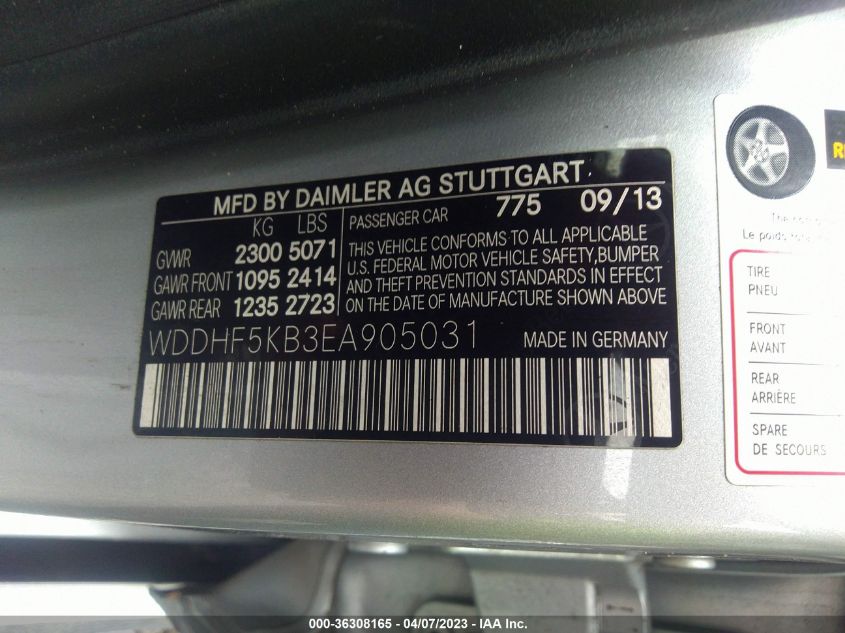 MFD BY DAIMLER AG STUTTGART
KG LBS
GVWR 2300 5071
GAWR FRONT 1095 2414
GAWR REAR 1235 2723
PASSENGER CAR 775 09/13
THIS VEHICLE CONFORMS TO ALL APPLICABLE
U.S. FEDERAL MOTOR VEHICLE SAFETY,BUMPER
AND THEFT PREVENTION STANDARDS IN EFFECT
ON THE DATE OF MANUFACTURE SHOWN ABOVE
WDDHF5KB3EA905031 MADE IN GERMANY
The
Le poids
TIRE
PNEU
FRONT
AVANT
REAR
ARRIÈRE
SPARE
DE SECOURS
000-36308165 - 04/07/2023 - IAA Inc.